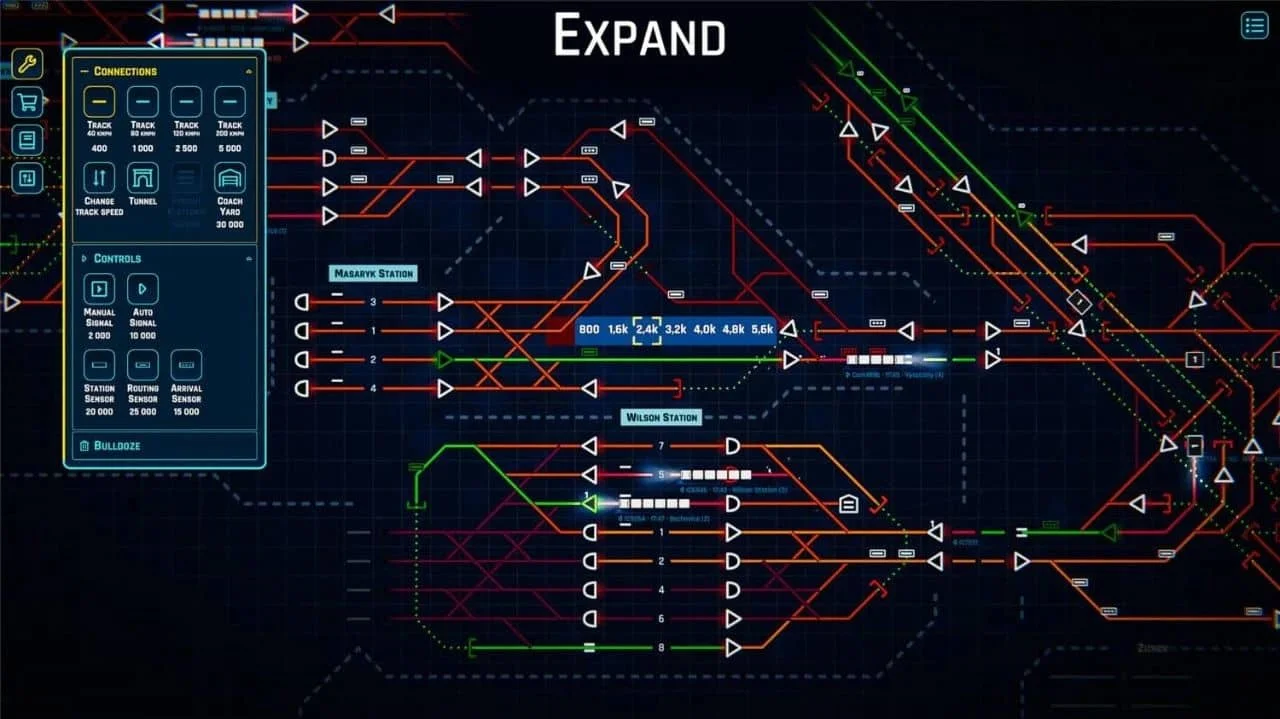 EXPAND
CONNECTIONS
TRACK TRACK TRACK TRACK
40 KMPH 80 KMPH 120 KMPH 200 KMPH
400 1 000 2 500 5 000
CHANGE TRACK SPEED
TUNNEL
COACH YARD
30 000
CONTROLS
MANUAL SIGNAL
2 000
AUTO SIGNAL
10 000
STATION SENSOR
20 000
ROUTING SENSOR
25 000
ARRIVAL SENSOR
15 000
BULLDOZE
MASARYK STATION
3
1
2
4
800 1,6k 2,4k 3,2k 4,0k 4,8k 5,6k
1
1
WILSON STATION
7
5
1
1
1
2
4
6
8